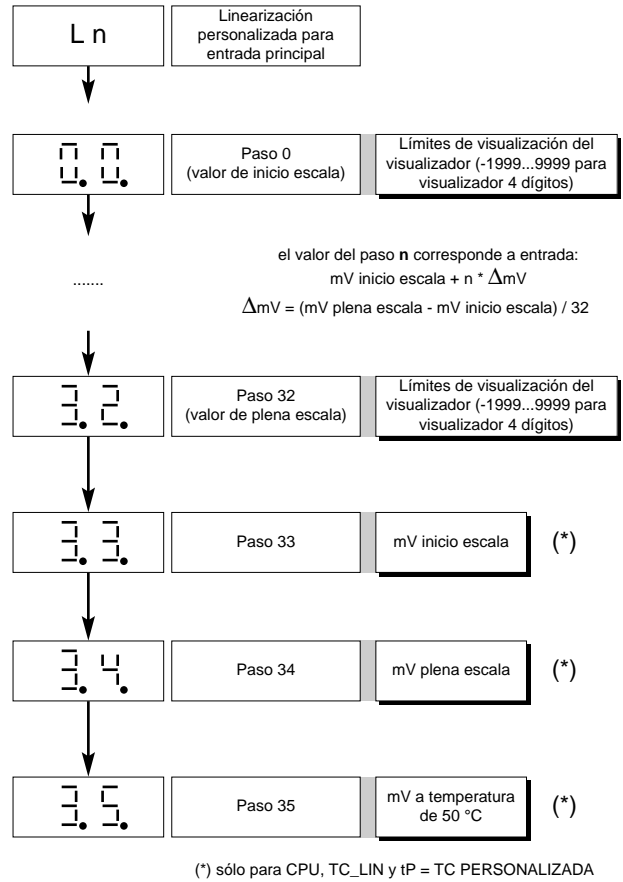 L n
Linearización
personalizada para
entrada principal
0. 0.
Paso 0
(valor de inicio escala)
Límites de visualización del
visualizador (-1999...9999 para
visualizador 4 dígitos)
.......
el valor del paso n corresponde a entrada:
mV inicio escala + n * ΔmV
ΔmV = (mV plena escala - mV inicio escala) / 32
3. 2.
Paso 32
(valor de plena escala)
Límites de visualización del
visualizador (-1999...9999 para
visualizador 4 dígitos)
3. 3.
Paso 33
mV inicio escala
(*)
3. 4.
Paso 34
mV plena escala
(*)
3. 5.
Paso 35
mV a temperatura
de 50 °C
(*)
(*) sólo para CPU, TC_LIN y tP = TC PERSONALIZADA